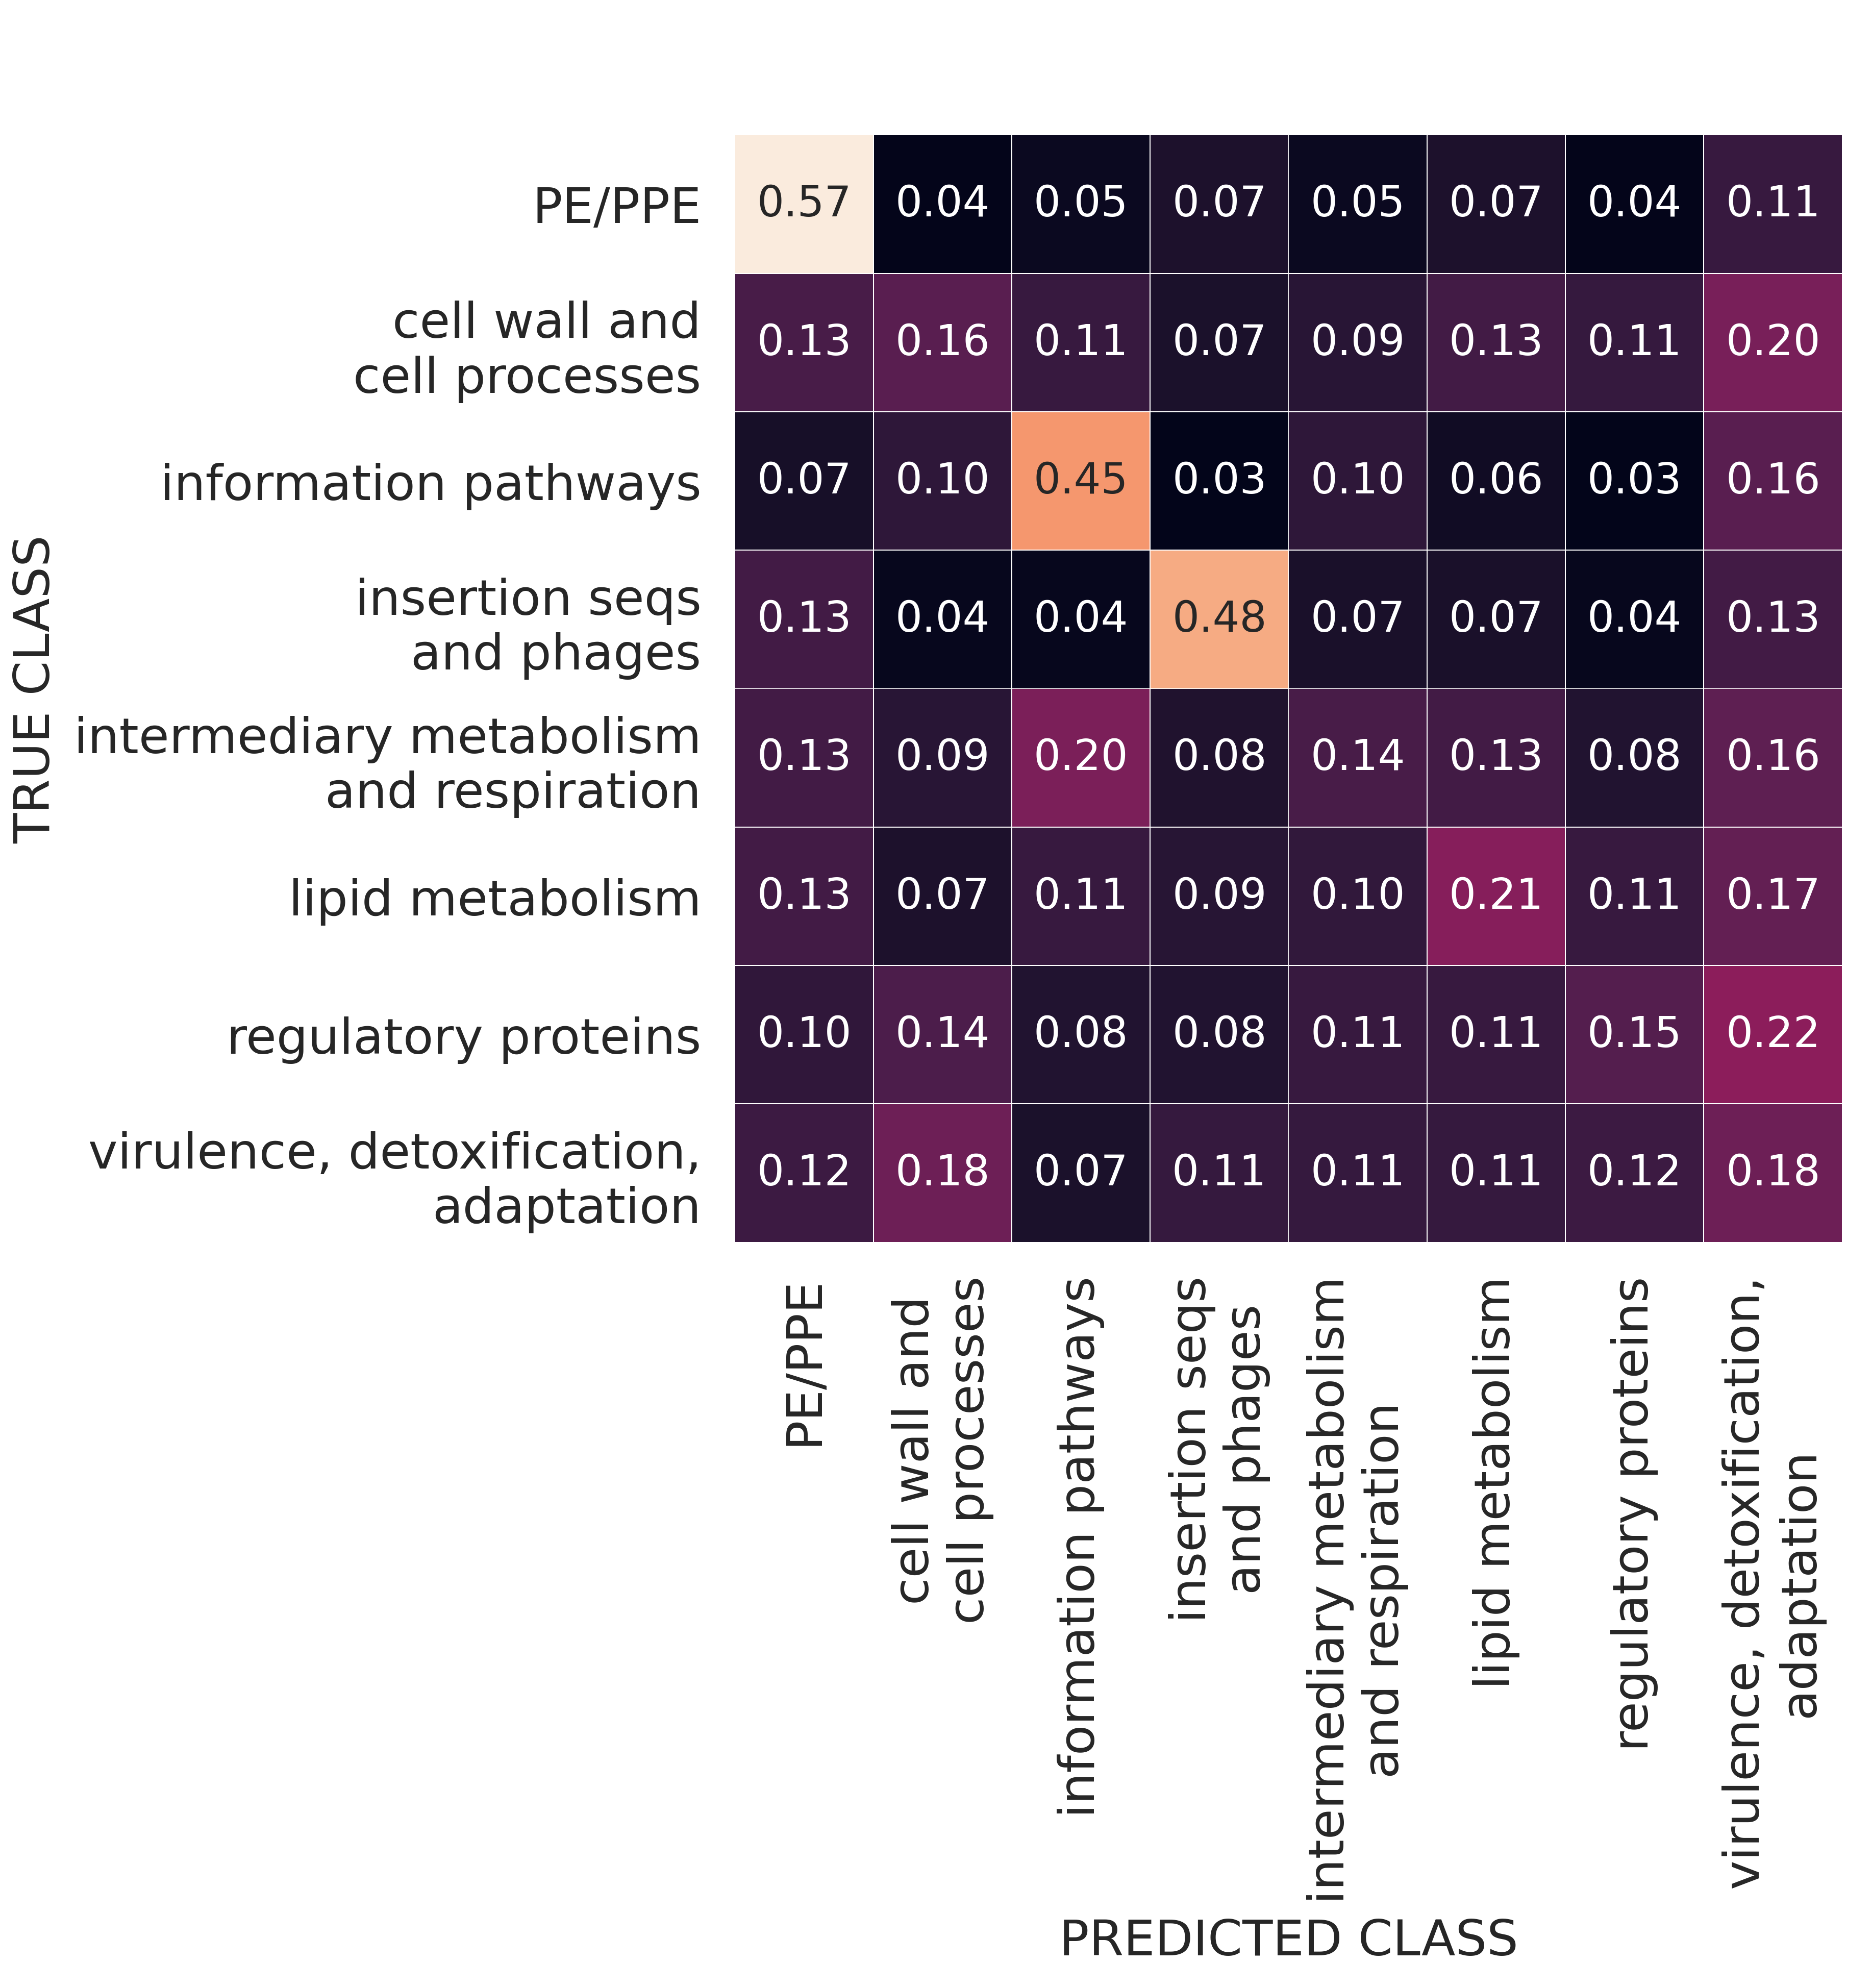 PE/PPE 0.57 0.04 0.05 0.07 0.05 0.07 0.04 0.11
cell wall and
cell processes
0.13 0.16 0.11 0.07 0.09 0.13 0.11 0.20
information pathways 0.07 0.10 0.45 0.03 0.10 0.06 0.03 0.16
insertion seqs
and phages
0.13 0.04 0.04 0.48 0.07 0.07 0.04 0.13
intermediary metabolism
and respiration
0.13 0.09 0.20 0.08 0.14 0.13 0.08 0.16
lipid metabolism 0.13 0.07 0.11 0.09 0.10 0.21 0.11 0.17
regulatory proteins 0.10 0.14 0.08 0.08 0.11 0.11 0.15 0.22
virulence, detoxification,
adaptation
0.12 0.18 0.07 0.11 0.11 0.11 0.12 0.18
TRUE CLASS
PE/PPE
cell wall and
cell processes
information pathways
insertion seqs
and phages
intermediary metabolism
and respiration
lipid metabolism
regulatory proteins
virulence, detoxification,
adaptation
PREDICTED CLASS